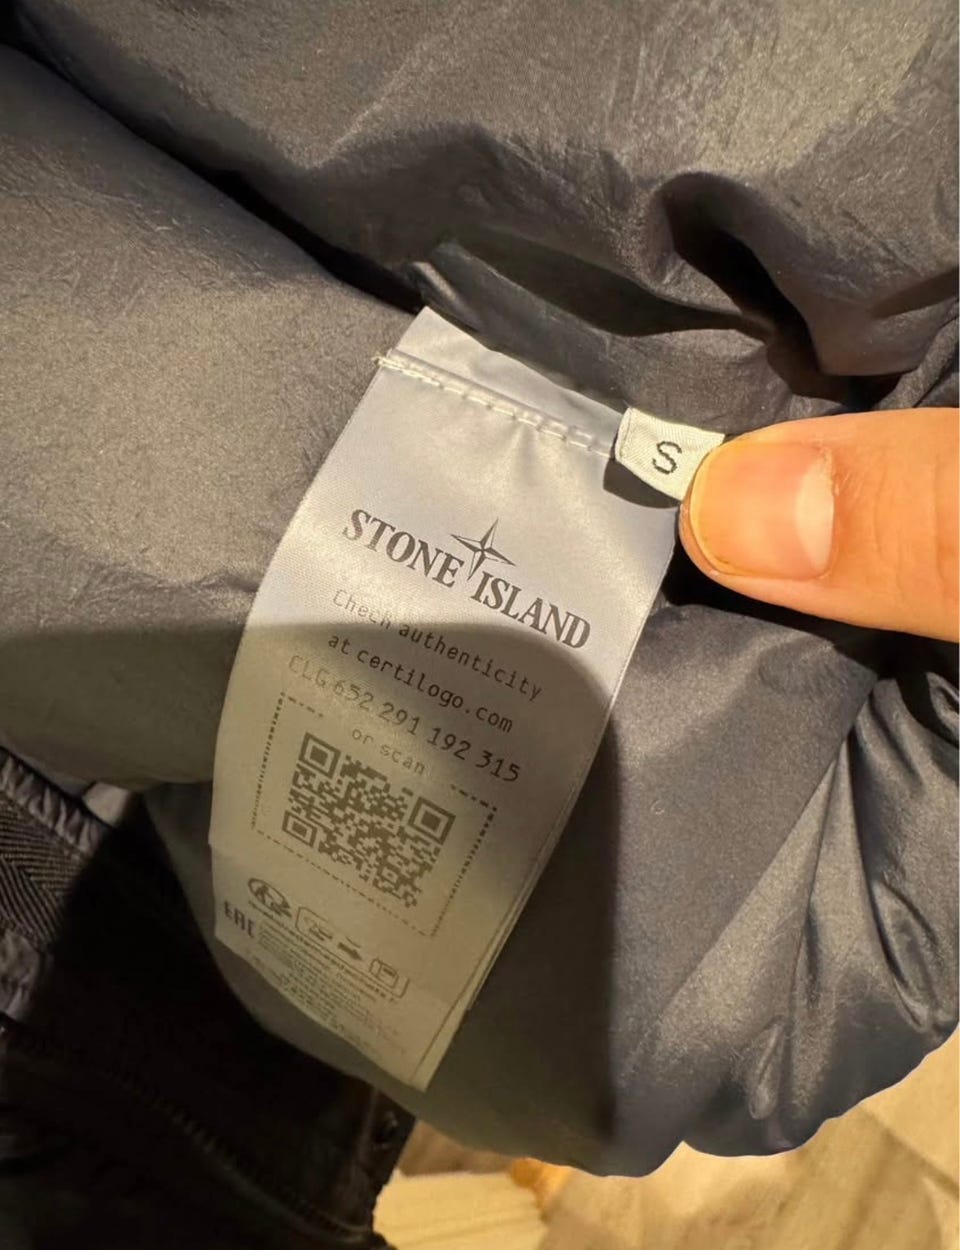 S
STONE ISLAND
Check authenticity
at certilogo.com
CLG 652 291 192 315
or scan
EAC